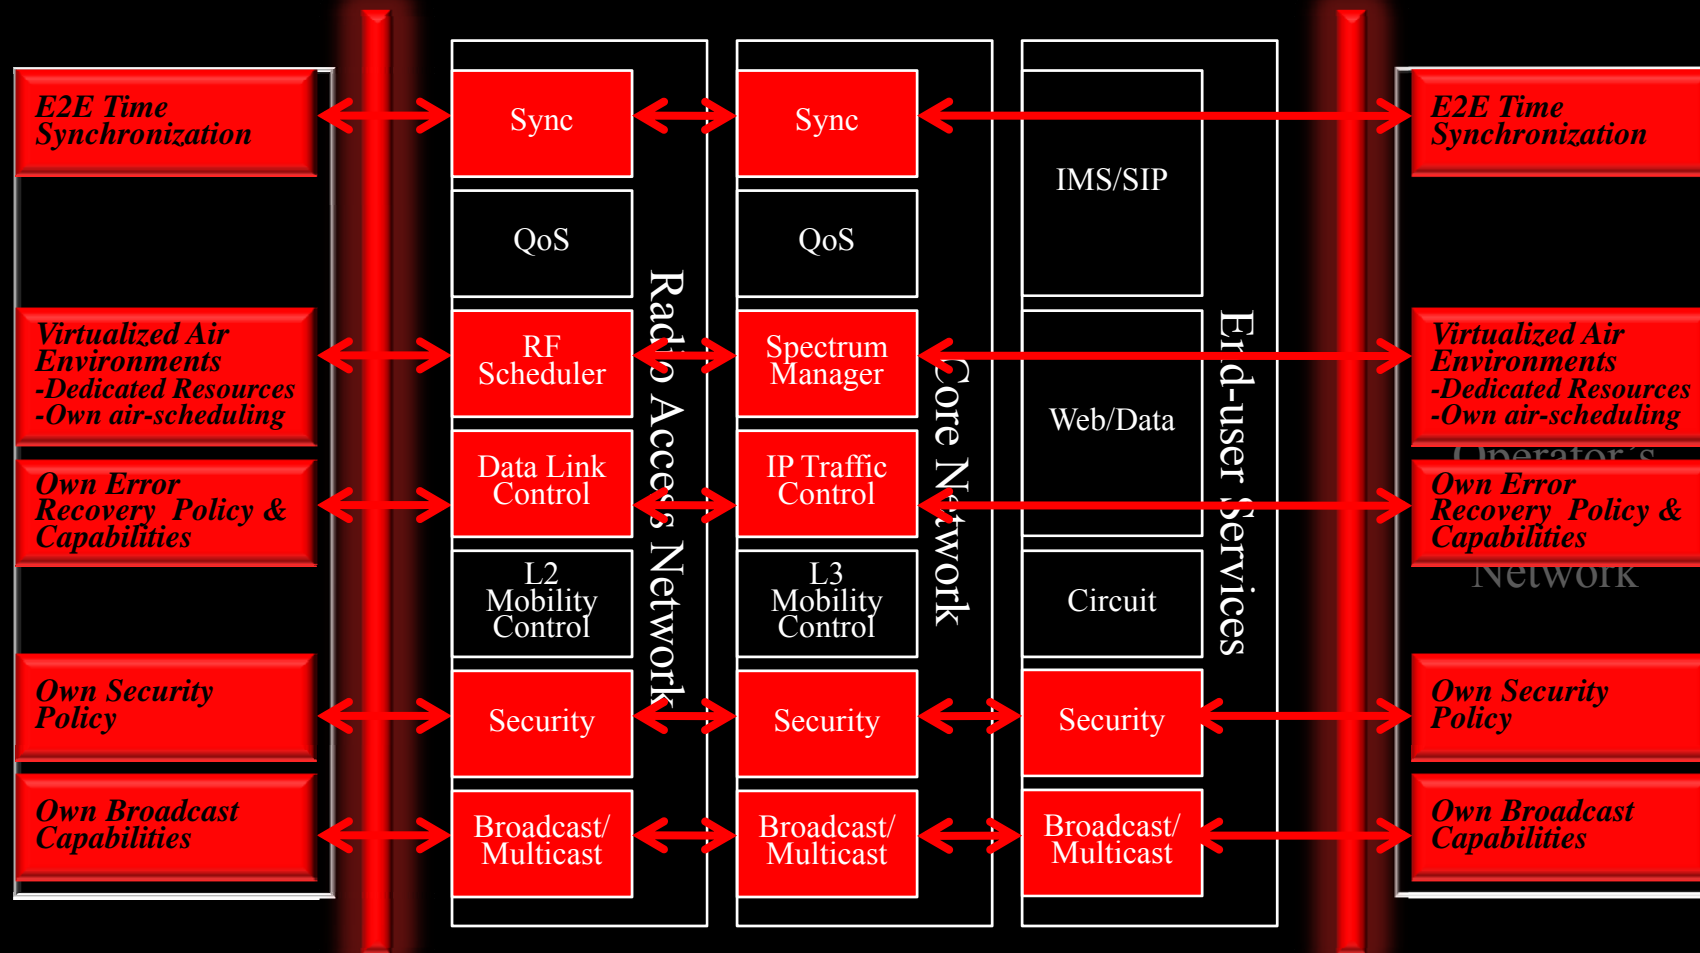 E2E Time
Synchronization
Virtualized Air
Environments
-Dedicated Resources
-Own air-scheduling
Own Error
Recovery Policy &
Capabilities
Own Security
Policy
Own Broadcast
Capabilities
Sync
QoS
RF
Scheduler
Data Link
Control
L2
Mobility
Control
Security
Broadcast/
Multicast
Radio Access Network
Sync
QoS
Spectrum
Manager
IP Traffic
Control
L3
Mobility
Control
Security
Broadcast/
Multicast
Core Network
IMS/SIP
Web/Data
Circuit
Security
Broadcast/
Multicast
End-user Services
E2E Time
Synchronization
Virtualized Air
Environments
-Dedicated Resources
-Own air-scheduling
Operator´s
Own Error
Recovery Policy &
Capabilities
Network
Own Security
Policy
Own Broadcast
Capabilities